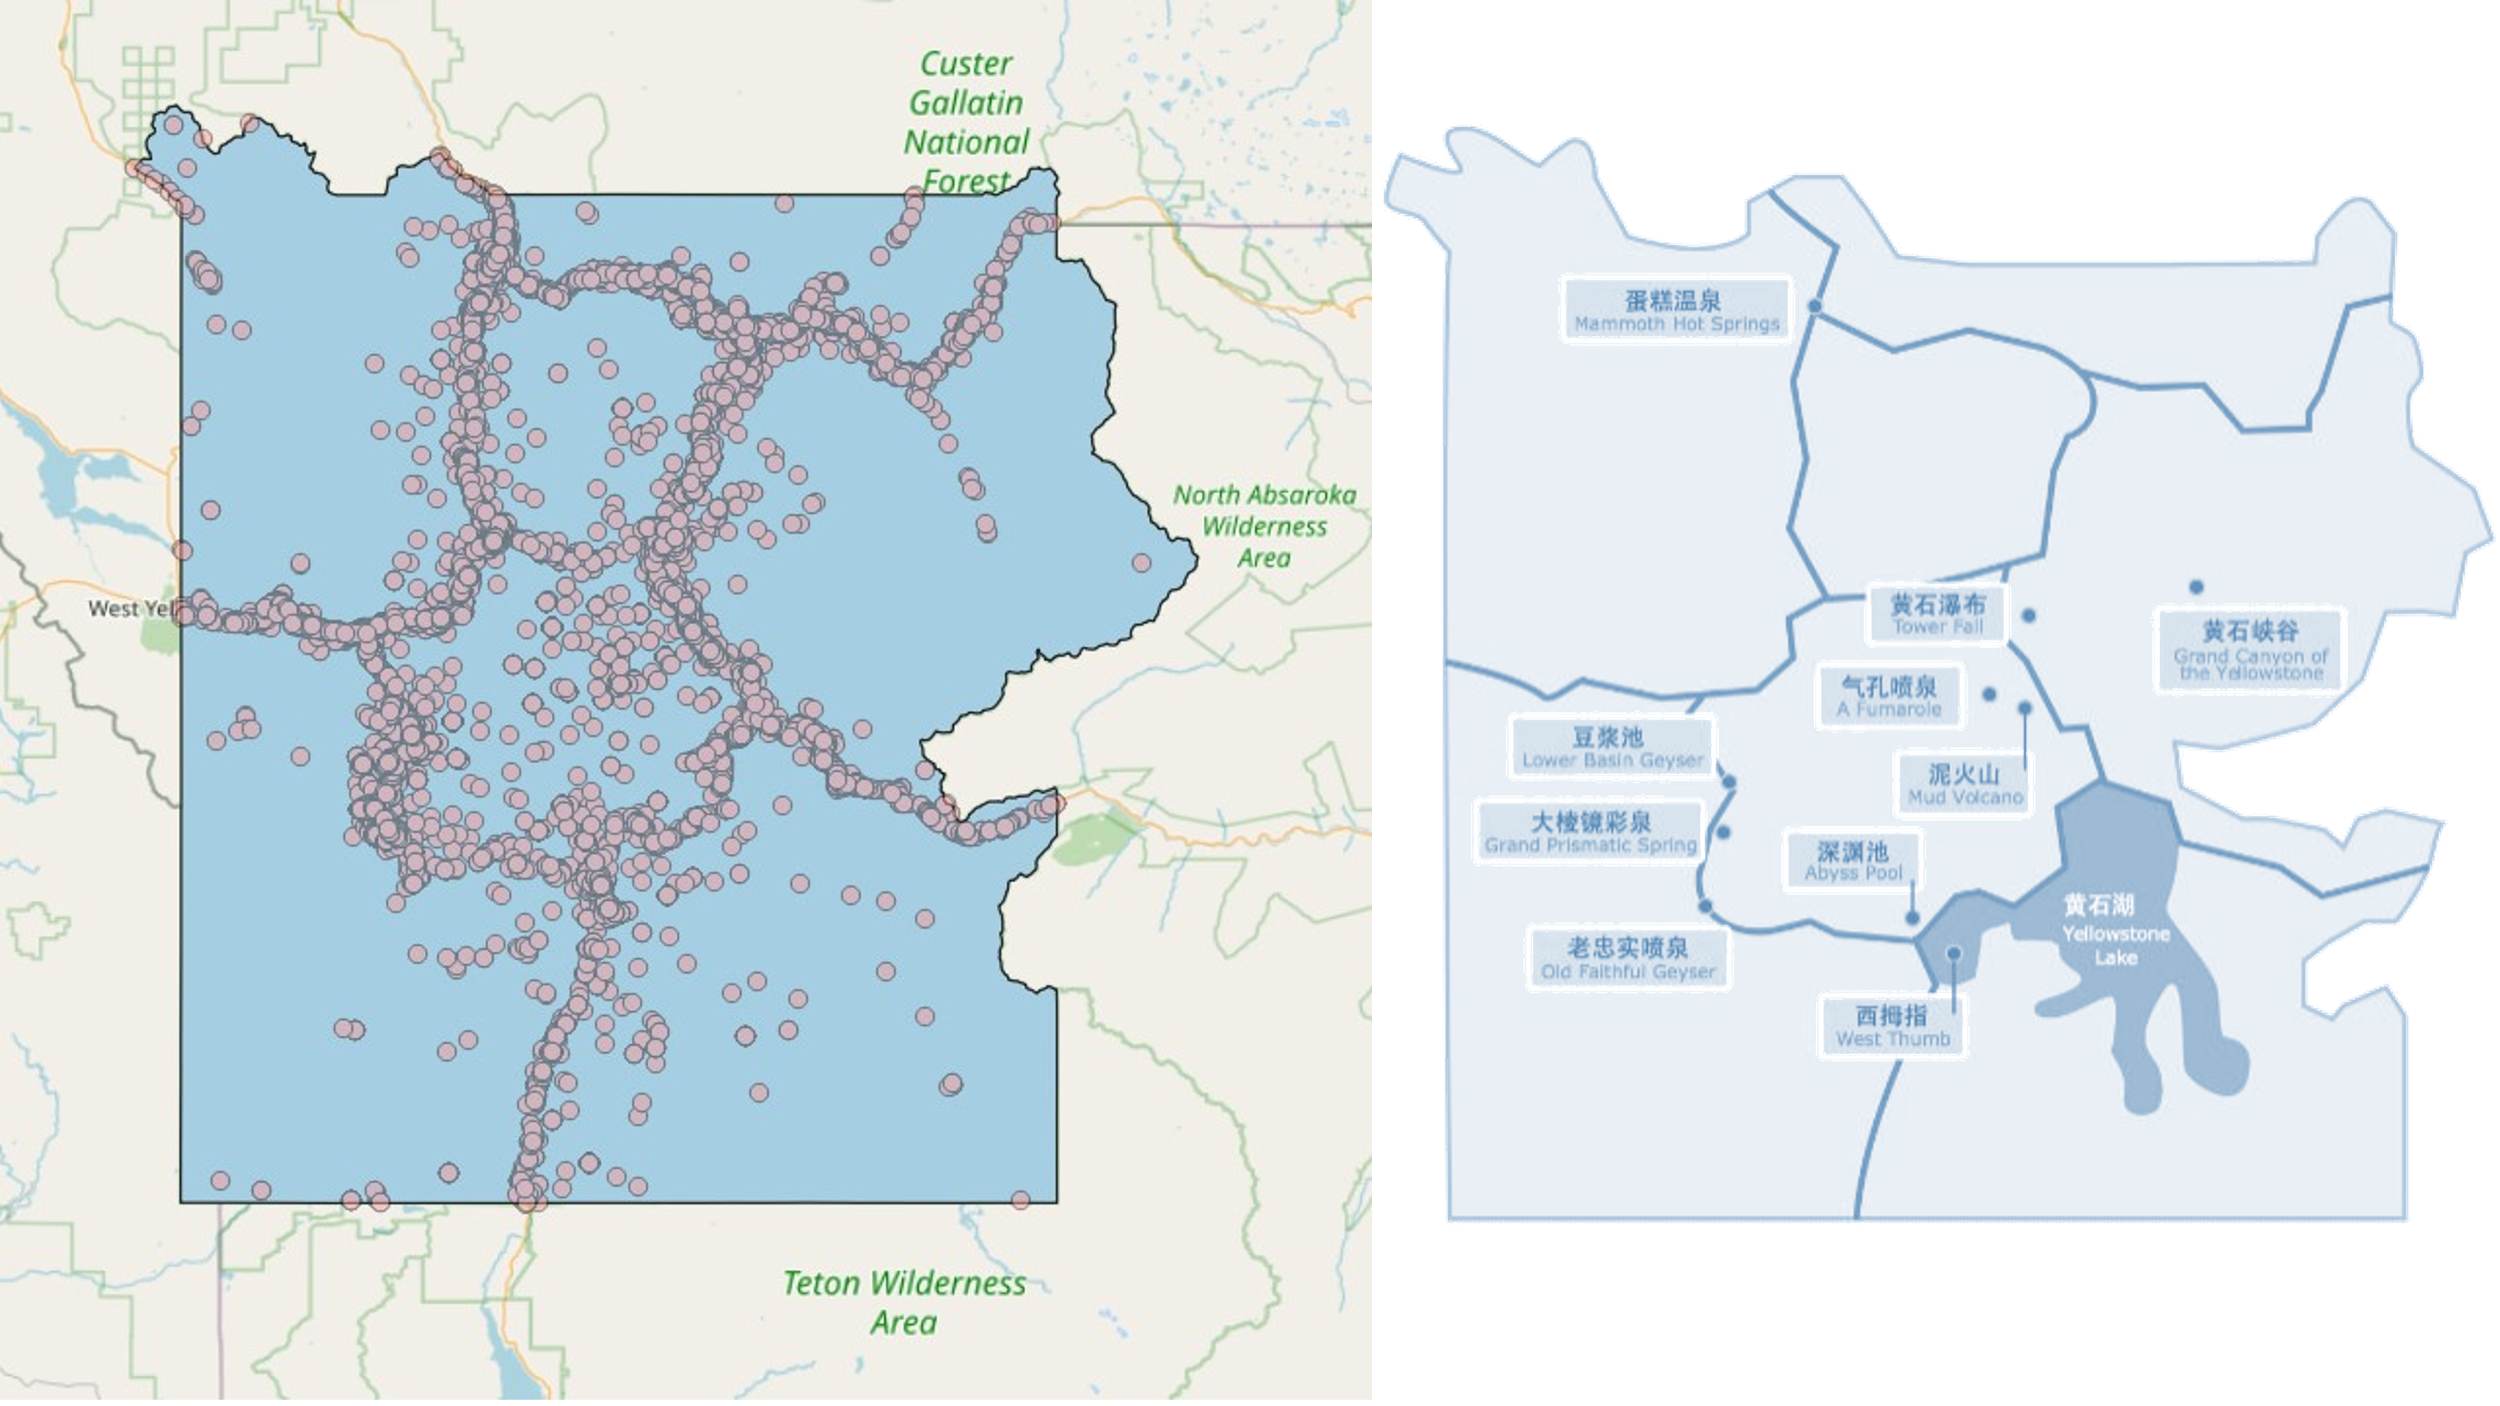 Custer
Gallatin
National
Forest
North Absaroka
Wilderness
Area
West Yel
Teton Wilderness
Area
蛋糕温泉
Mammoth Hot Springs
黄石瀑布
Tower Fall
黄石峡谷
Grand Canyon of
the Yellowstone
气孔喷泉
A Fumarole
豆浆池
Lower Basin Geyser
泥火山
Mud Volcano
大棱镜彩泉
Grand Prismatic Spring
深渊池
Abyss Pool
黄石湖
Yellowstone
Lake
老忠实喷泉
Old Faithful Geyser
西拇指
West Thumb